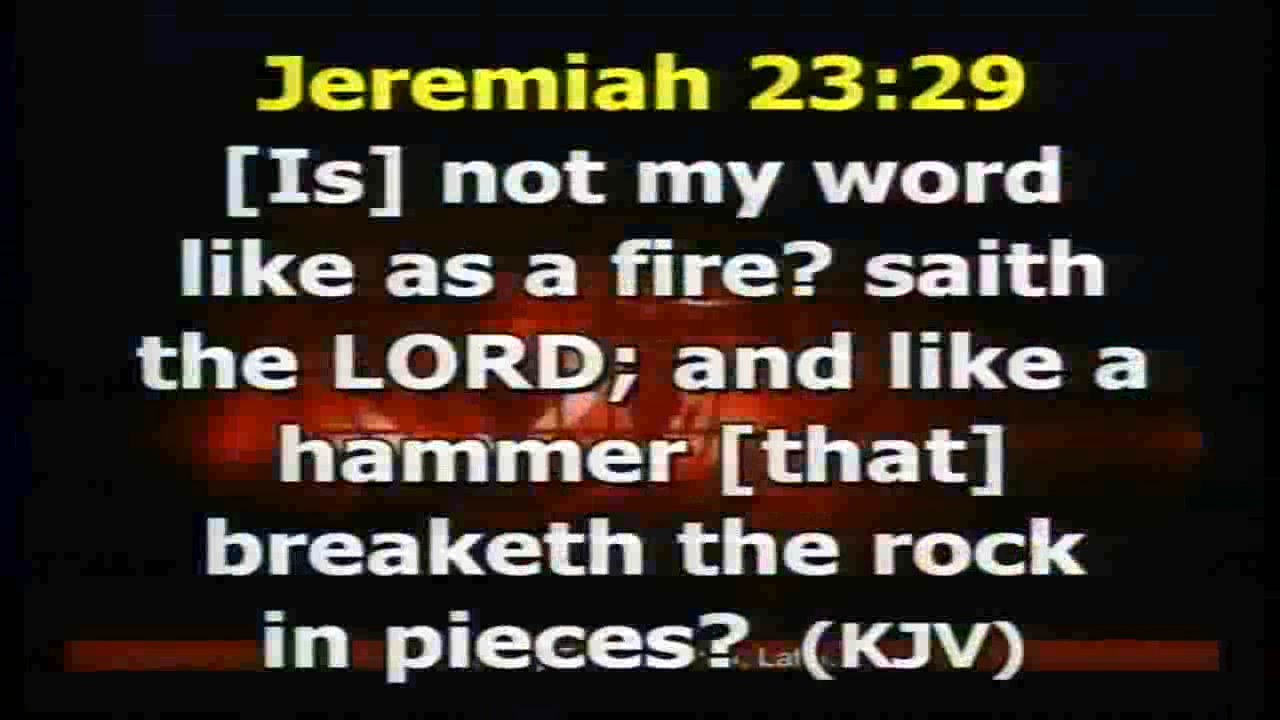 Jeremiah 23:29
[Is] not my word
like as a fire? saith
the LORD; and like a
hammer [that]
breaketh the rock
in pieces? (KJV)